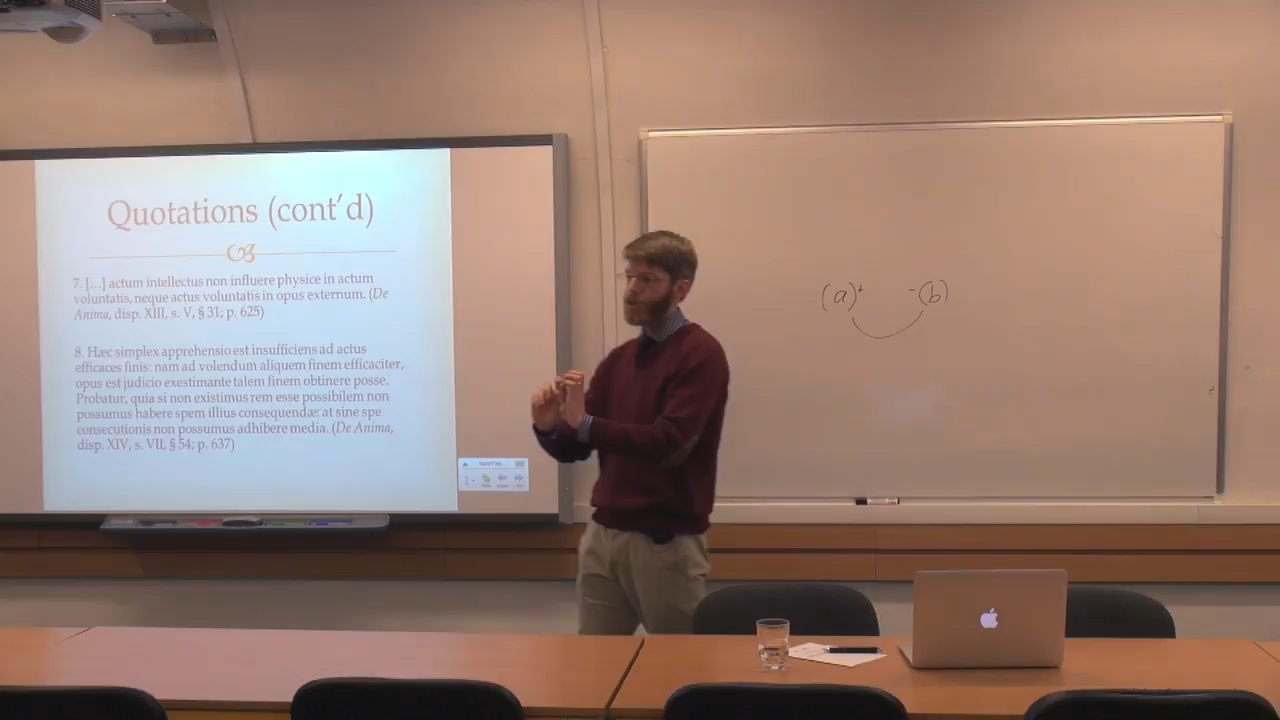 Quotations (cont'd)
7. […] actum intellectus non influere physice in actum
voluntatis, neque actus voluntatis in opus externum. (De
Anima, disp. XIII, s. V, § 31; p. 625)
8. Hæc simplex apprehensio est insufficiens ad actus
efficaces finis: nam ad volendum aliquem finem efficaciter,
opus est judicio exestimante talem finem obtinere posse.
Probatur, quia si non existimus rem esse possibilem non
possumus habere spem illius consequendæ: at sine spe
consecutionis non possumus adhibere media. (De Anima,
disp. XIV, s. VII, § 54; p. 637)
(a)+ -(b)